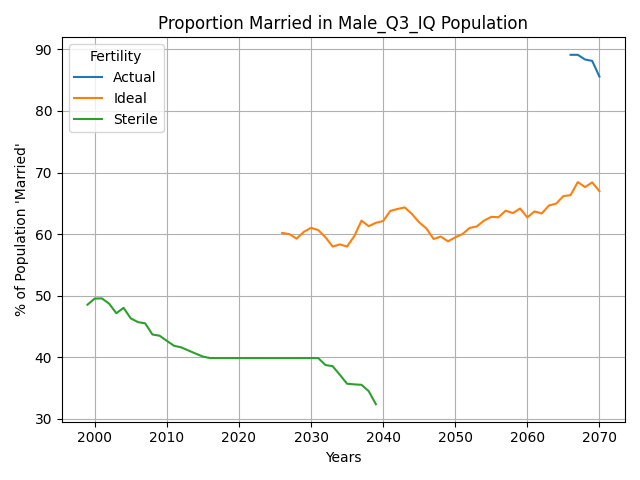 Proportion Married in Male_Q3_IQ Population
Fertility
Actual
Ideal
Sterile
% of Population 'Married'
90
80
70
60
50
40
30
2000 2010 2020 2030 2040 2050 2060 2070
Years